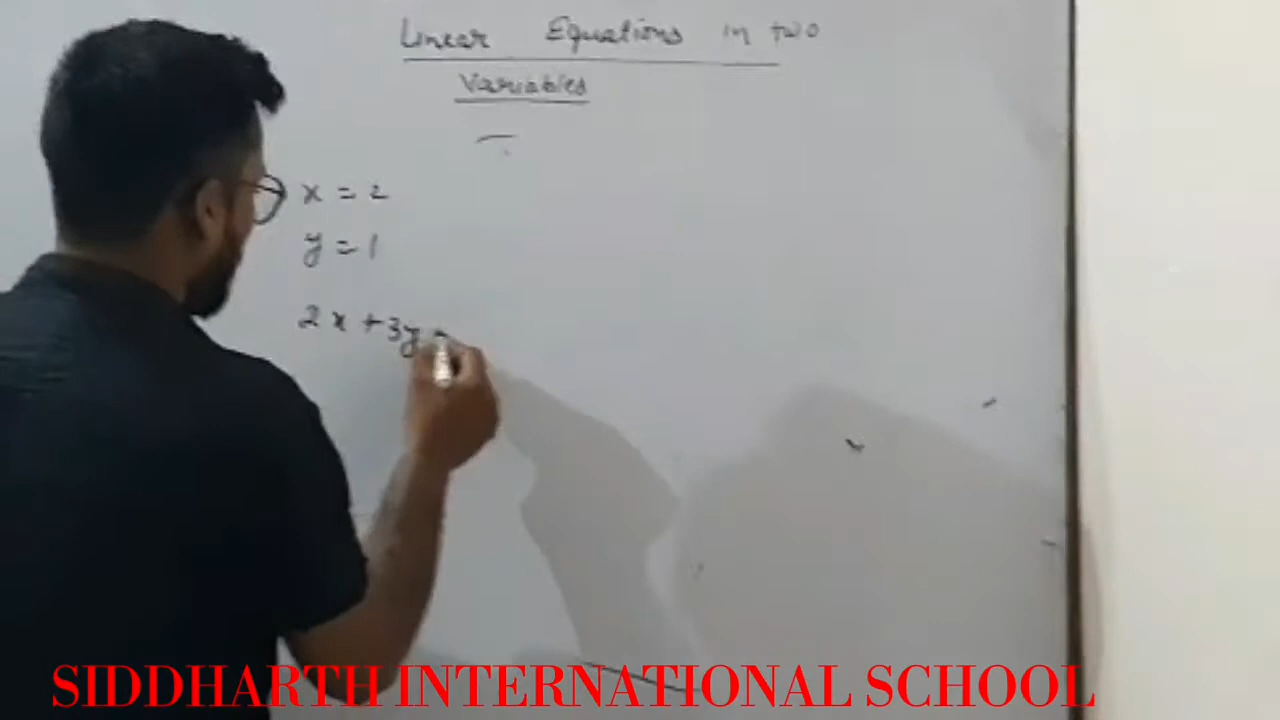 Linear Equations in two
Variables
x = 2
y = 1
2x + 3y =
SIDDHARTH INTERNATIONAL SCHOOL